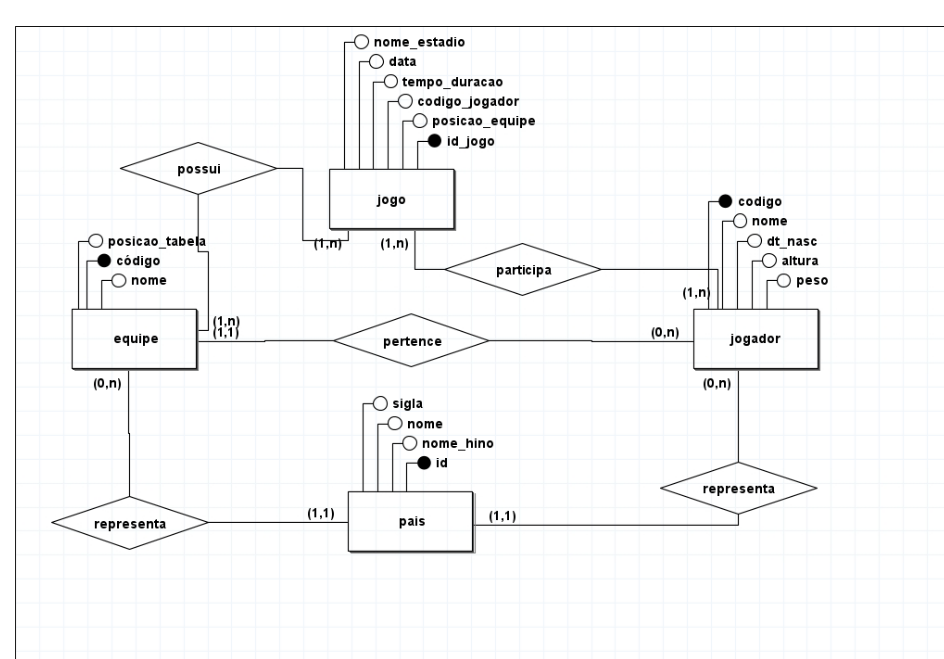 nome_estadio
data
tempo_duracao
codigo_jogador
posicao_equipe
id_jogo
possui
jogo
(1,n)
(1,n)
codigo
nome
dt_nasc
altura
peso
participa
(1,n)
posicao_tabela
código
nome
(1,n)
(1,1)
equipe
pertence
(0,n)
jogador
(0,n)
(0,n)
sigla
nome
nome_hino
id
representa
(1,1)
pais
(1,1)
representa